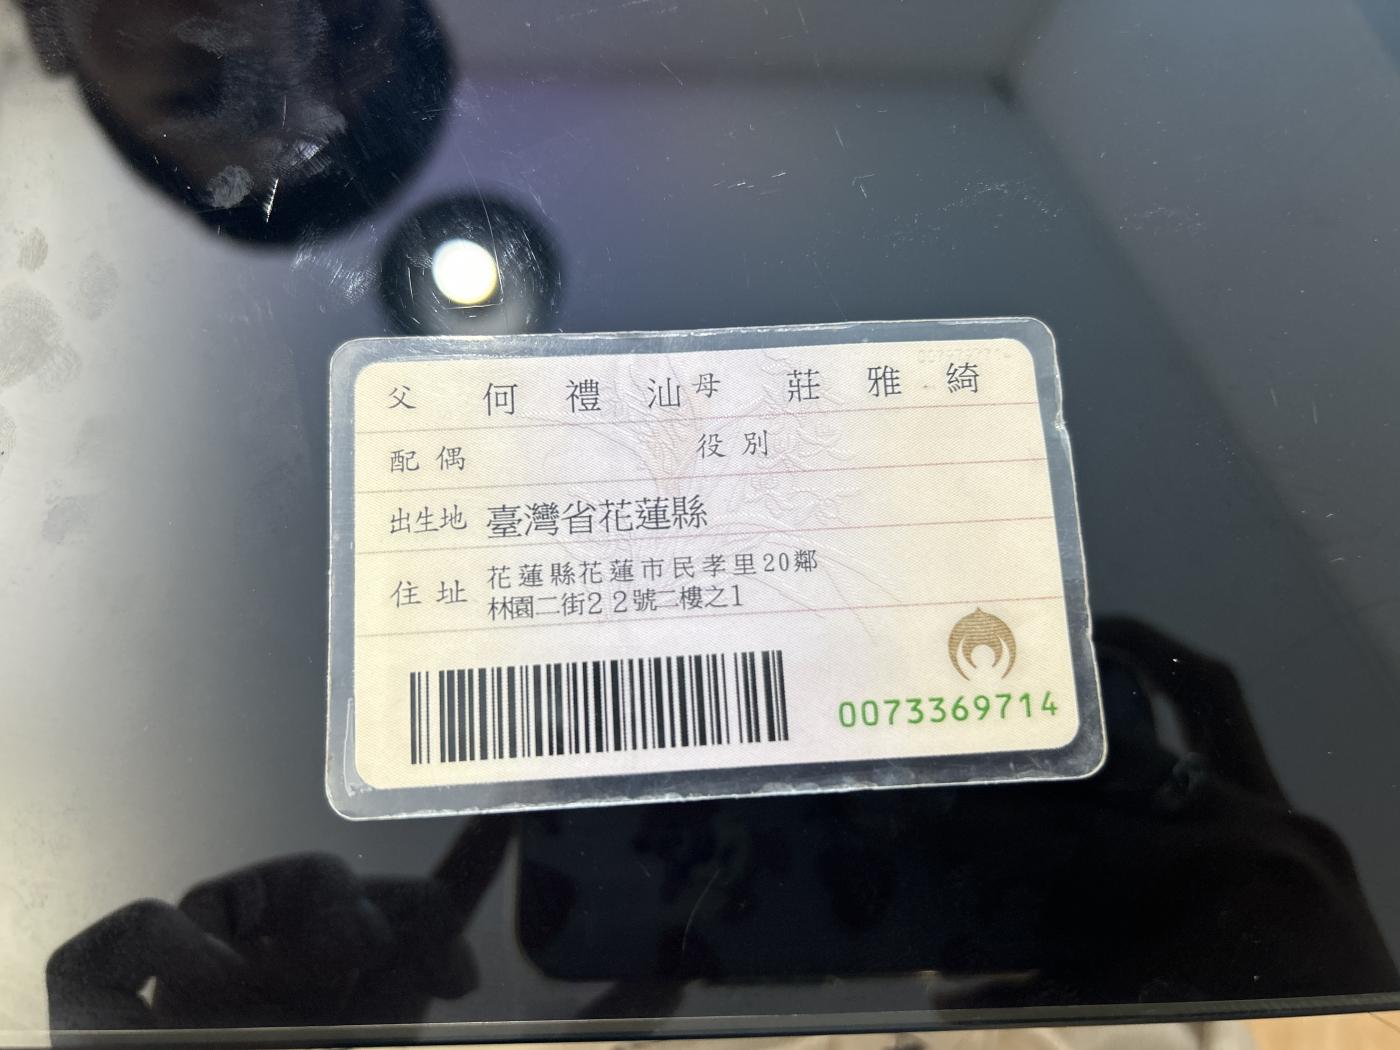 父 何禮汕 母 莊雅綺
配偶 役別
出生地 臺灣省花蓮縣
住址 花蓮縣花蓮市民孝里20鄰
林園二街22號二樓之1
0073369714